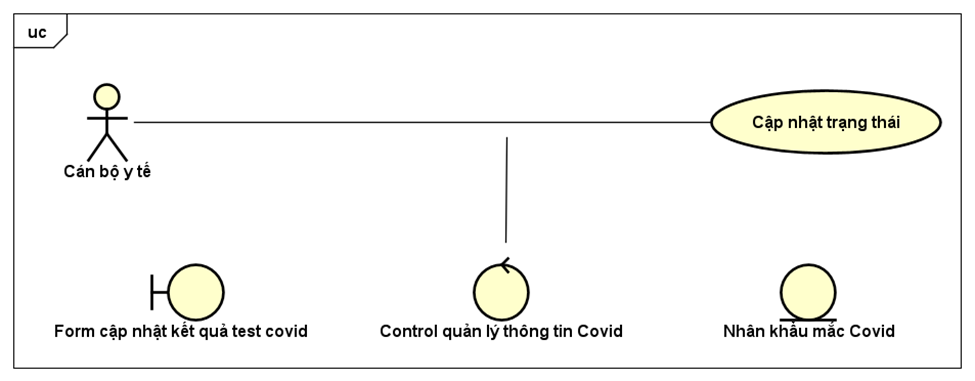 uc
Cập nhật trạng thái
Cán bộ y tế
Form cập nhật kết quả test covid
Control quản lý thông tin Covid
Nhân khẩu mắc Covid